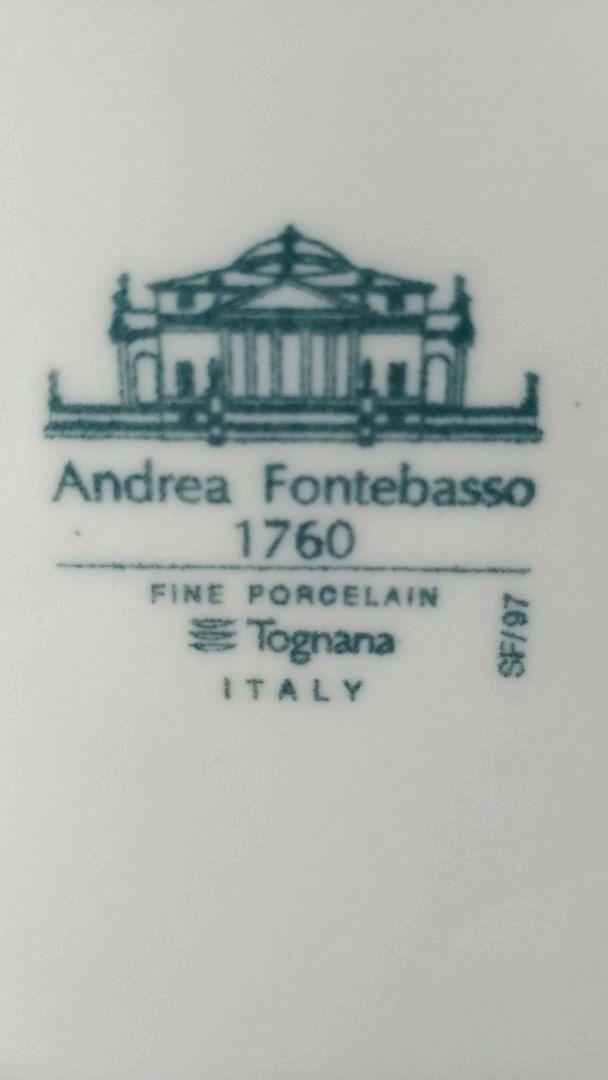 Andrea Fontebasso
1760
FINE PORCELAIN
Tognana
ITALY
SF/97